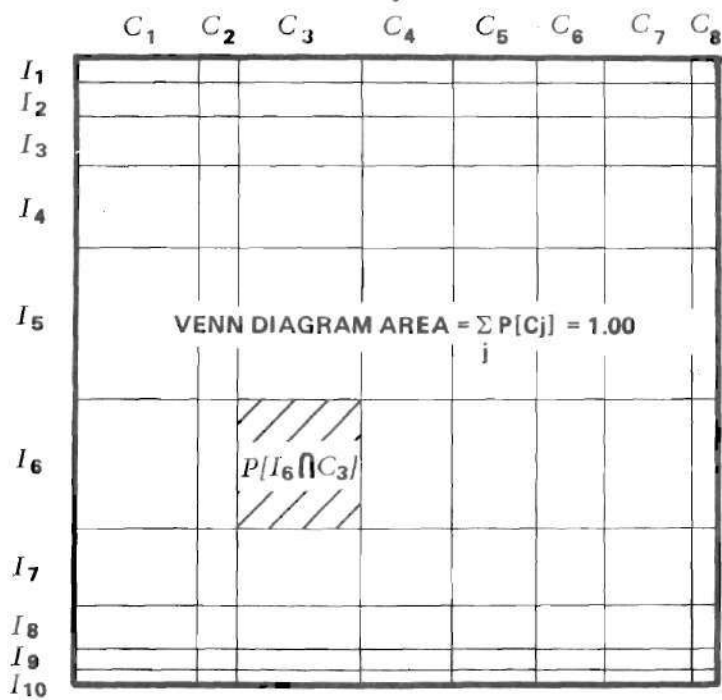 C1 C2 C3 C4 C5 C6 C7 C8
I1
I2
I3
I4
I5
VENN DIAGRAM AREA = Σ P[Cj] = 1.00
j
I6
P[I6∩C3]
I7
I8
I9
I10